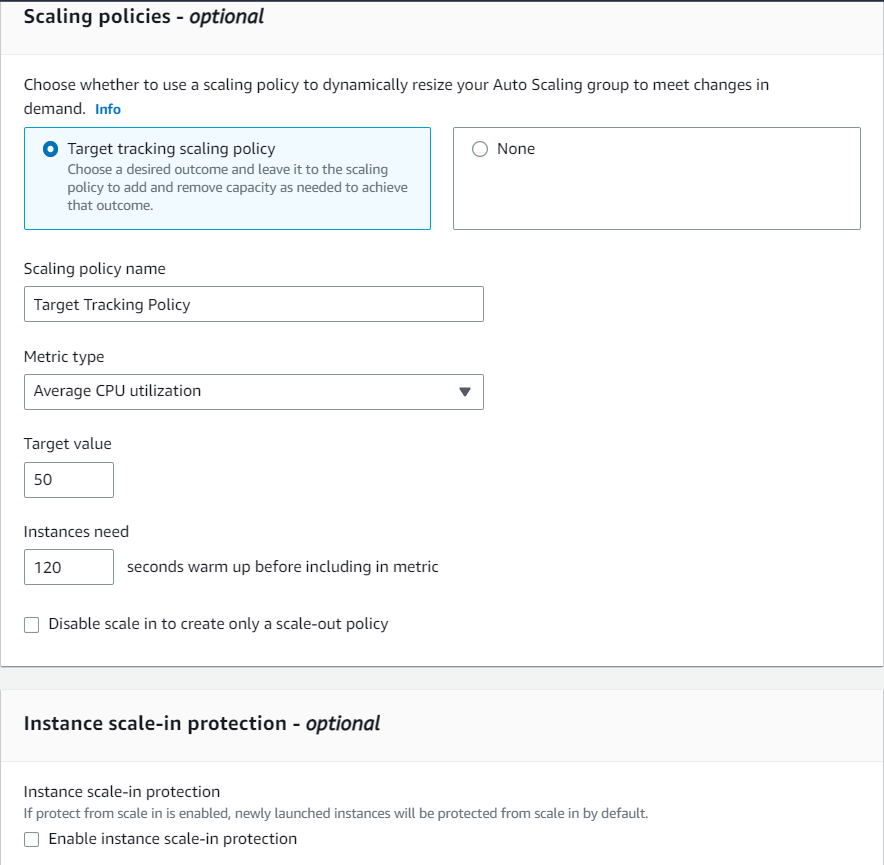 Scaling policies - optional
Choose whether to use a scaling policy to dynamically resize your Auto Scaling group to meet changes in
demand. Info
Target tracking scaling policy
Choose a desired outcome and leave it to the scaling
policy to add and remove capacity as needed to achieve
that outcome.
None
Scaling policy name
Target Tracking Policy
Metric type
Average CPU utilization
Target value
50
Instances need
120 seconds warm up before including in metric
Disable scale in to create only a scale-out policy
Instance scale-in protection - optional
Instance scale-in protection
If protect from scale in is enabled, newly launched instances will be protected from scale in by default.
Enable instance scale-in protection